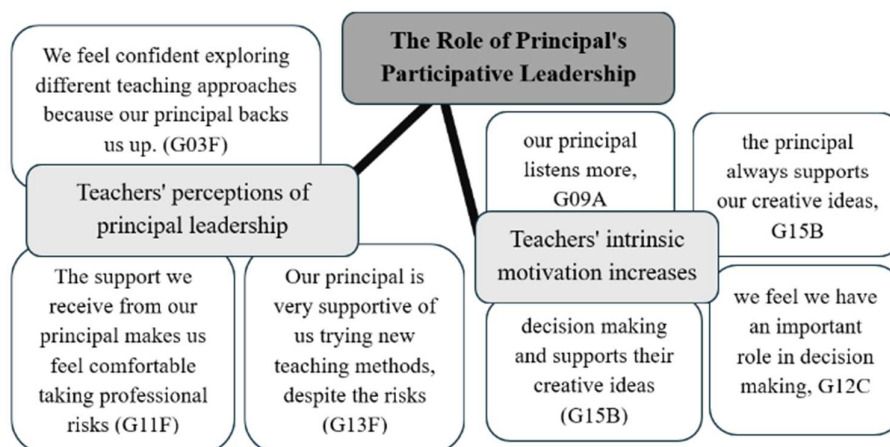 The Role of Principal's
Participative Leadership
We feel confident exploring
different teaching approaches
because our principal backs
us up. (G03F)
Teachers' perceptions of
principal leadership
The support we
receive from our
principal makes us
feel comfortable
taking professional
risks (G11F)
Our principal is
very supportive of
us trying new
teaching methods,
despite the risks
(G13F)
our principal
listens more,
G09A
the principal
always supports
our creative ideas,
G15B
Teachers' intrinsic
motivation increases
decision making
and supports their
creative ideas
(G15B)
we feel we have
an important
role in decision
making, G12C